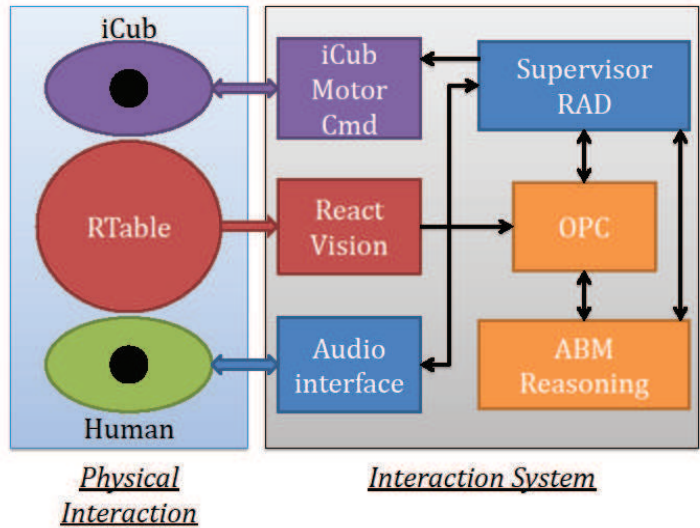 iCub
RTable
Human
iCub
Motor
Cmd
React
Vision
Audio
interface
Supervisor
RAD
OPC
ABM
Reasoning
Physical
Interaction
Interaction System